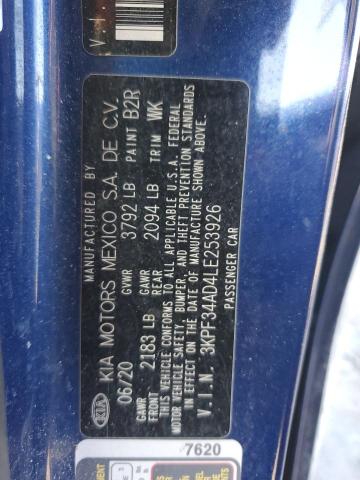 MANUFACTURED BY
KIA MOTORS MEXICO S.A. DE C.V.
06/20 GVWR 3792 LB PAINT B2R
GAWR FRONT 2183 LB GAWR REAR 2094 LB TRIM WK
THIS VEHICLE CONFORMS TO ALL APPLICABLE U.S.A. FEDERAL
MOTOR VEHICLE SAFETY, BUMPER, AND THEFT PREVENTION STANDARDS
IN EFFECT ON THE DATE OF MANUFACTURE SHOWN ABOVE.
V.I.N. 3KPF34AD4LE253926
PASSENGER CAR
KIA
7620